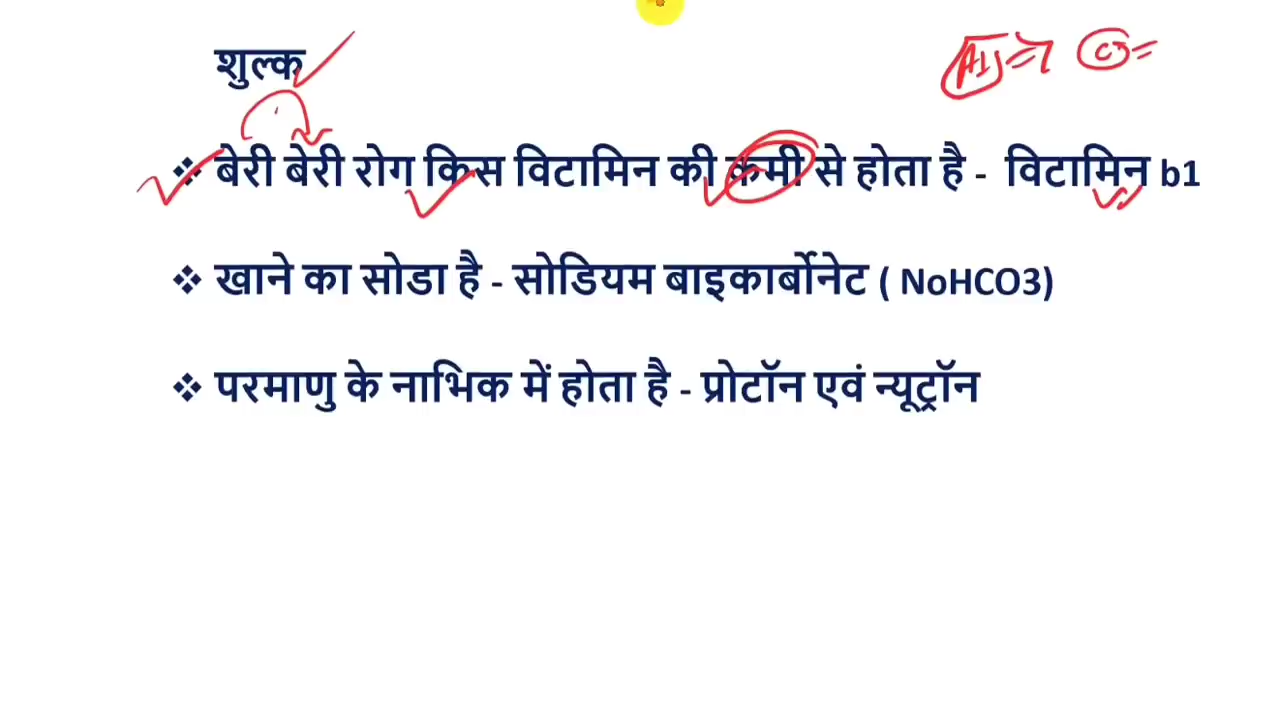 शुल्क
❖ बेरी बेरी रोग किस विटामिन की कमी से होता है - विटामिन b1
❖ खाने का सोडा है - सोडियम बाइकार्बोनेट ( NoHCO3)
❖ परमाणु के नाभिक में होता है - प्रोटॉन एवं न्यूट्रॉन